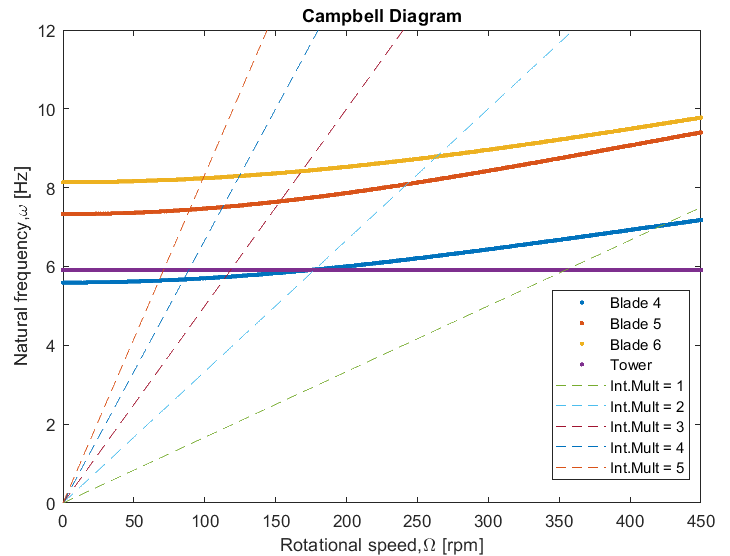 Campbell Diagram
12
10
8
6
4
2
0
Natural frequency,ω [Hz]
0 50 100 150 200 250 300 350 400 450
Rotational speed,Ω [rpm]
Blade 4
Blade 5
Blade 6
Tower
Int.Mult = 1
Int.Mult = 2
Int.Mult = 3
Int.Mult = 4
Int.Mult = 5